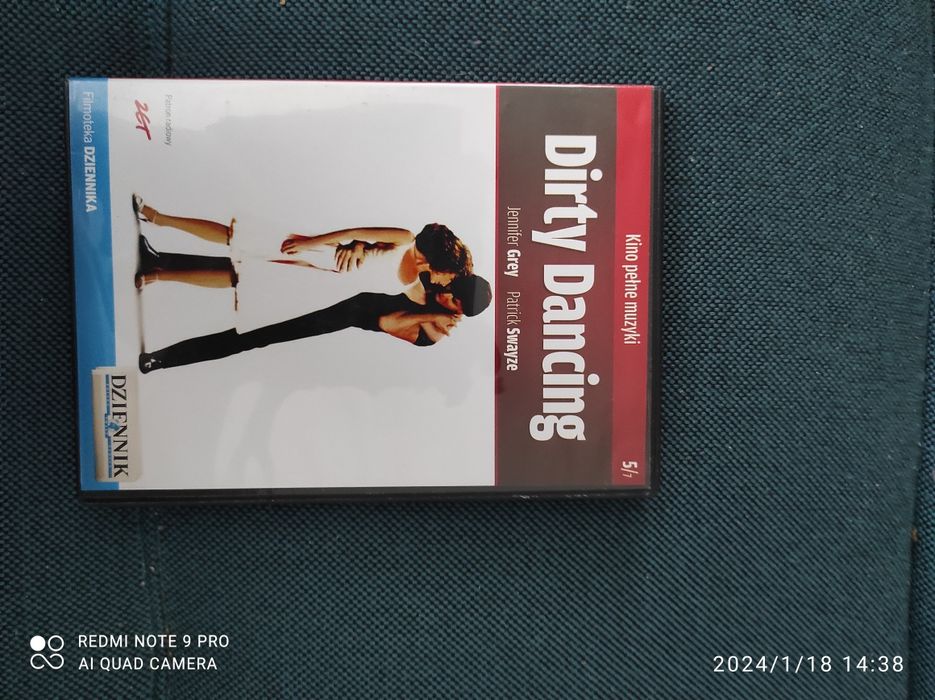 Kino pełne muzyki
5/7
Dirty Dancing
Jennifer Grey Patrick Swayze
Patron radiowy
ZET
Filmoteka DZIENNIKA
DZIENNIK
REDMI NOTE 9 PRO
AI QUAD CAMERA
2024/1/18 14:38